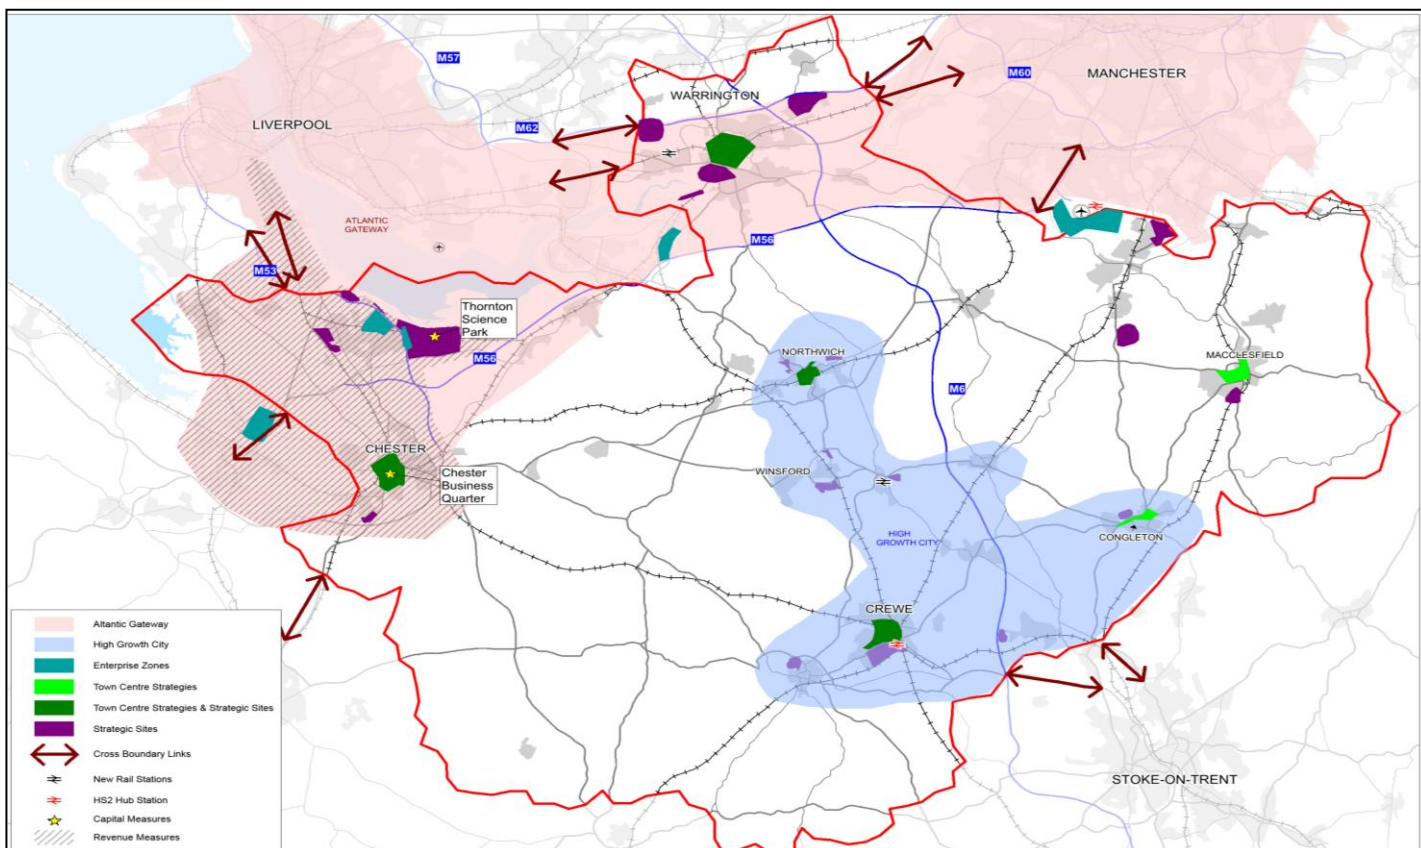 M57
M60
MANCHESTER
WARRINGTON
LIVERPOOL
M62
ATLANTIC
GATEWAY
M56
M53
Thornton
Science
Park
M56
NORTHWICH
MACCLESFIELD
M6
CHESTER
Chester
Business
Quarter
WINSFORD
HIGH
GROWTH CITY
CONGLETON
CREWE
STOKE-ON-TRENT
Altantic Gateway
High Growth City
Enterprise Zones
Town Centre Strategies
Town Centre Strategies & Strategic Sites
Strategic Sites
Cross Boundary Links
New Rail Stations
HS2 Hub Station
Capital Measures
Revenue Measures